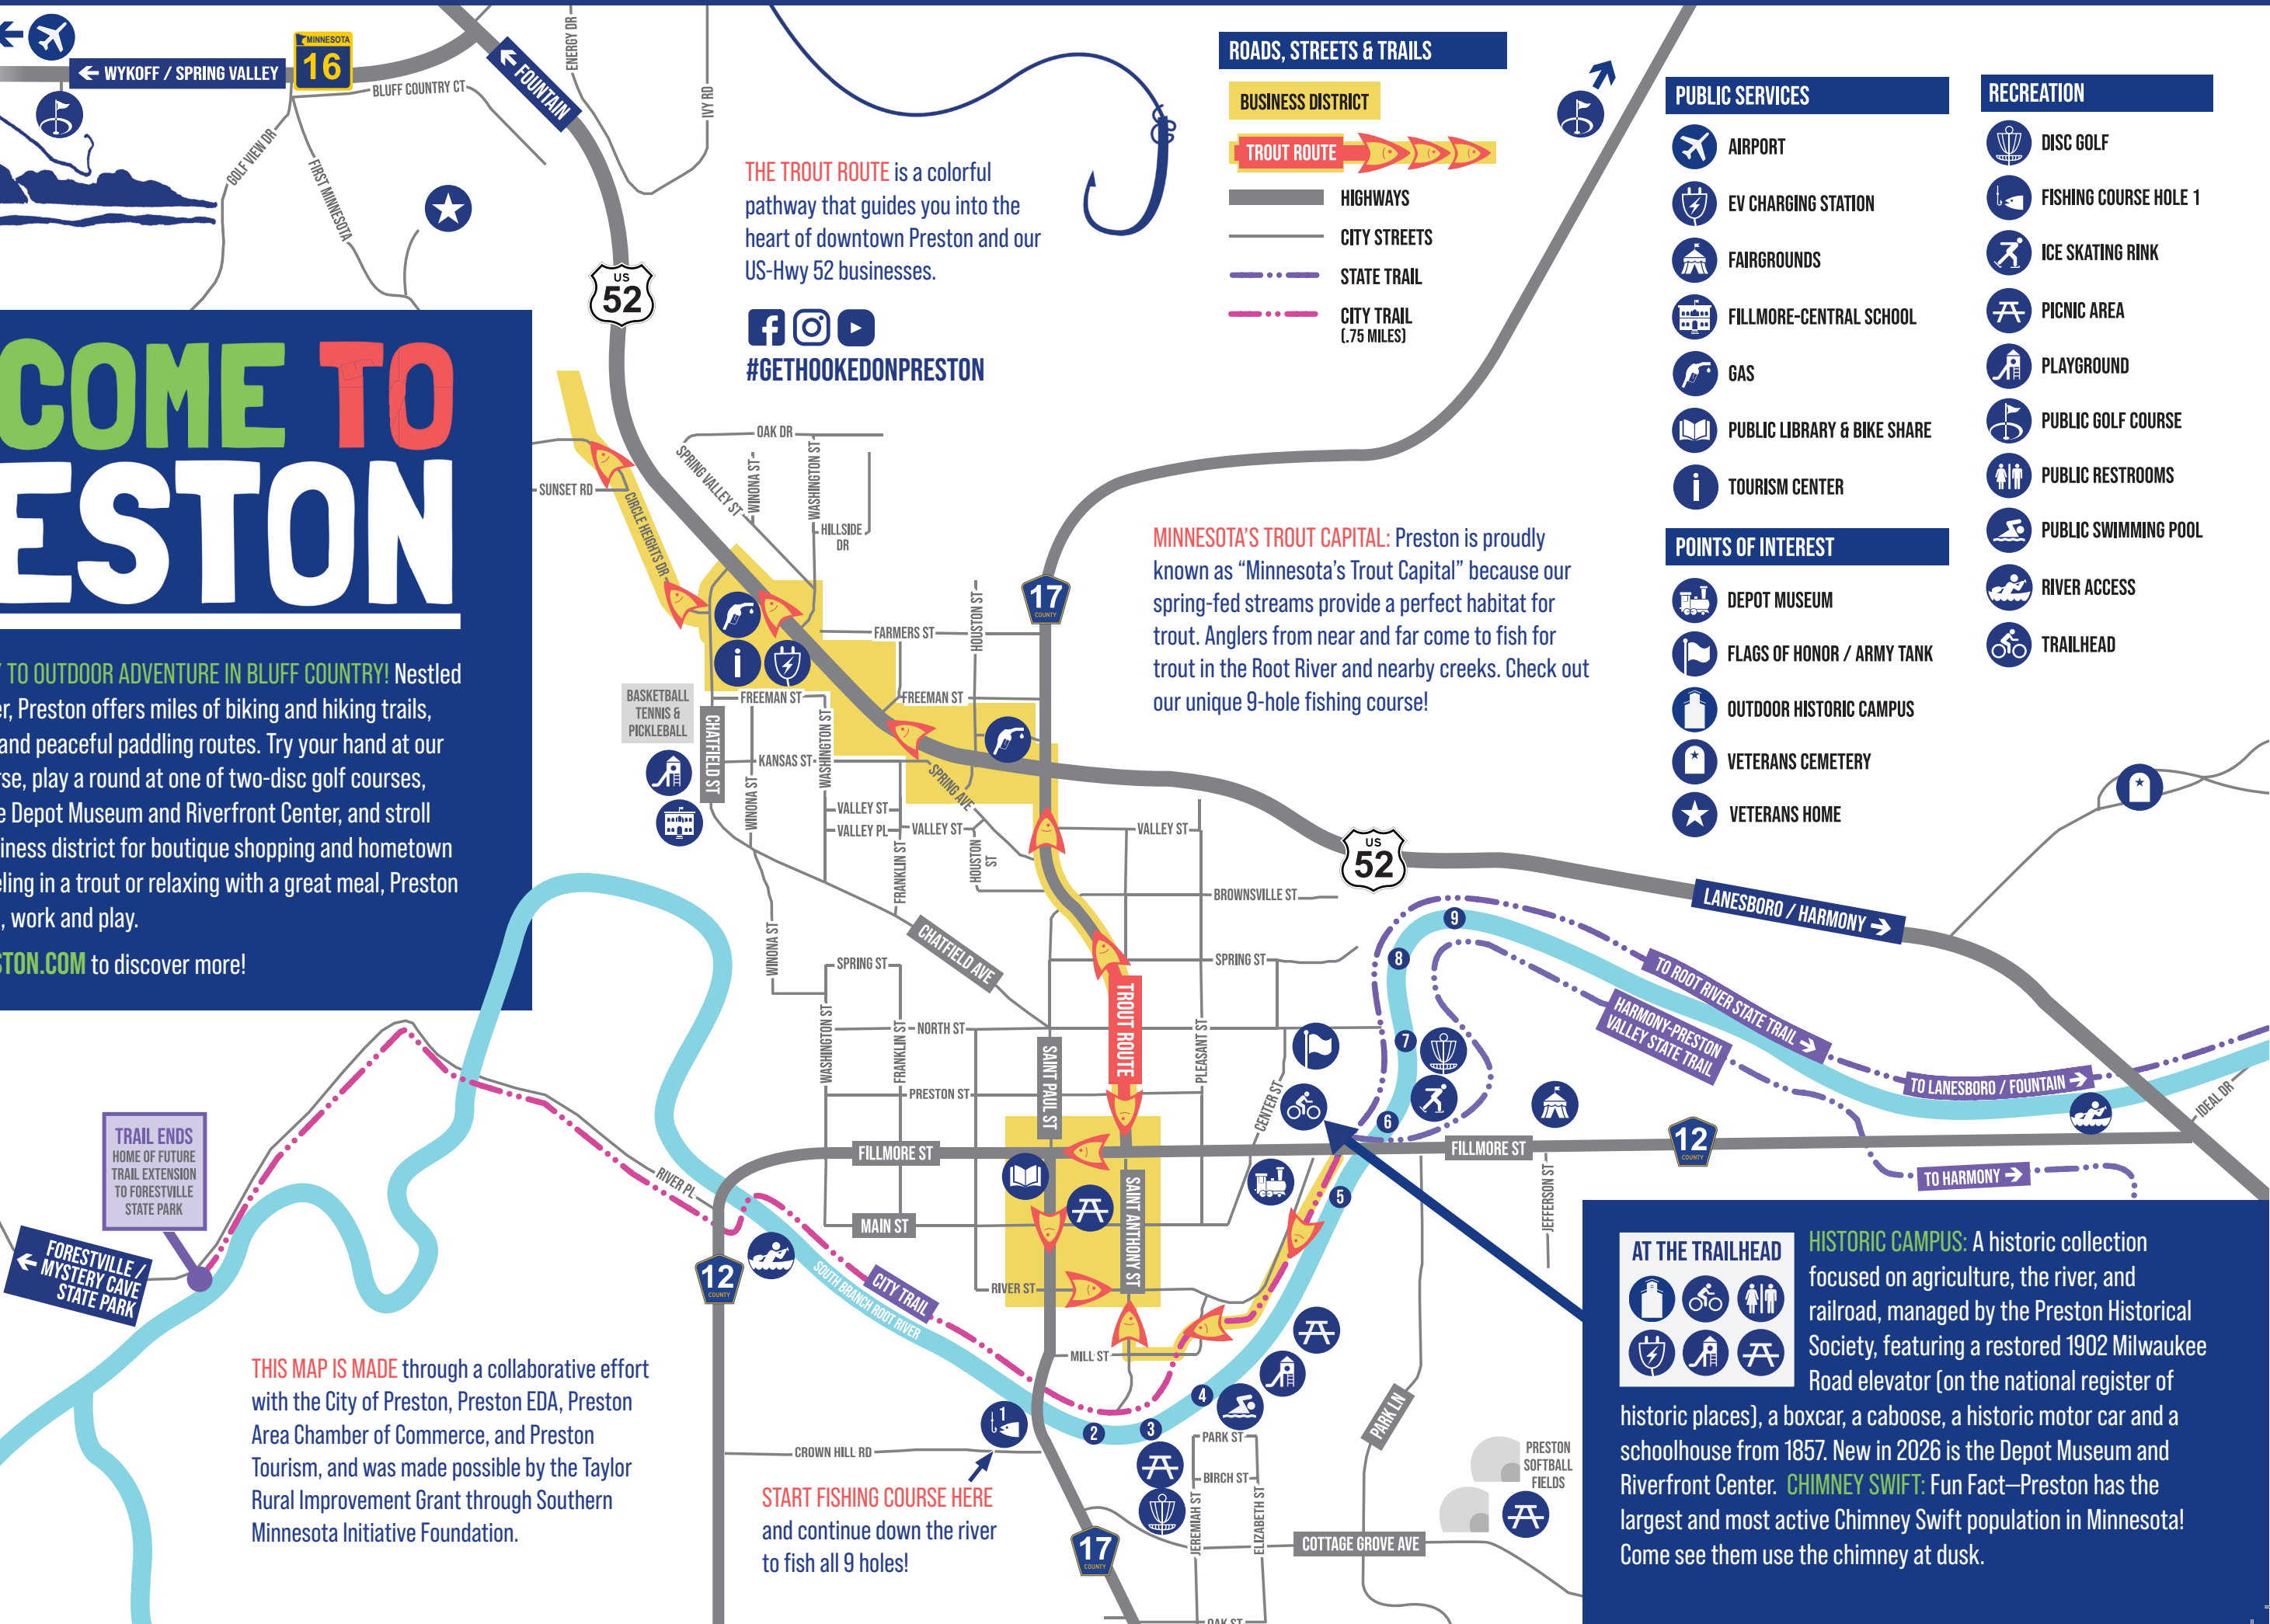 ← WYKOFF / SPRING VALLEY
MINNESOTA
16
BLUFF COUNTRY CT
GOLF VIEW DR
FIRST MINNESOTA
← FOUNTAIN
ENERGY DR
IVY RD
US
52
THE TROUT ROUTE is a colorful
pathway that guides you into the
heart of downtown Preston and our
US-Hwy 52 businesses.
#GETHOOKEDONPRESTON
ROADS, STREETS & TRAILS
BUSINESS DISTRICT
TROUT ROUTE
HIGHWAYS
CITY STREETS
STATE TRAIL
CITY TRAIL
(.75 MILES)
PUBLIC SERVICES
AIRPORT
EV CHARGING STATION
FAIRGROUNDS
FILLMORE-CENTRAL SCHOOL
GAS
PUBLIC LIBRARY & BIKE SHARE
TOURISM CENTER
POINTS OF INTEREST
DEPOT MUSEUM
FLAGS OF HONOR / ARMY TANK
OUTDOOR HISTORIC CAMPUS
VETERANS CEMETERY
VETERANS HOME
RECREATION
DISC GOLF
FISHING COURSE HOLE 1
ICE SKATING RINK
PICNIC AREA
PLAYGROUND
PUBLIC GOLF COURSE
PUBLIC RESTROOMS
PUBLIC SWIMMING POOL
RIVER ACCESS
TRAILHEAD
COME TO
ESTON
TO OUTDOOR ADVENTURE IN BLUFF COUNTRY! Nestled
r, Preston offers miles of biking and hiking trails,
and peaceful paddling routes. Try your hand at our
rse, play a round at one of two-disc golf courses,
e Depot Museum and Riverfront Center, and stroll
iness district for boutique shopping and hometown
ling in a trout or relaxing with a great meal, Preston
, work and play.
STON.COM to discover more!
MINNESOTA'S TROUT CAPITAL: Preston is proudly
known as “Minnesota's Trout Capital” because our
spring-fed streams provide a perfect habitat for
trout. Anglers from near and far come to fish for
trout in the Root River and nearby creeks. Check out
our unique 9-hole fishing course!
OAK DR
SPRING VALLEY ST
WINONA ST
WASHINGTON ST
HILLSIDE
DR
SUNSET RD
CIRCLE HEIGHTS DR
17
COUNTY
FARMERS ST
HOUSTON ST
FREEMAN ST
FREEMAN ST
BASKETBALL
TENNIS &
PICKLEBALL
CHATFIELD ST
KANSAS ST
WASHINGTON ST
WINONA ST
SPRING AVE
VALLEY ST
VALLEY PL
VALLEY ST
VALLEY ST
FRANKLIN ST
HOUSTON
ST
US
52
BROWNSVILLE ST
LANESBORO / HARMONY →
CHATFIELD AVE
WINONA ST
SPRING ST
SPRING ST
9
8
7
6
5
4
3
2
1
TO ROOT RIVER STATE TRAIL →
HARMONY-PRESTON
VALLEY STATE TRAIL
TO LANESBORO / FOUNTAIN →
TO HARMONY →
IDEAL DR
TROUT ROUTE
NORTH ST
WASHINGTON ST
FRANKLIN ST
SAINT PAUL ST
PLEASANT ST
PRESTON ST
CENTER ST
FILLMORE ST
FILLMORE ST
12
COUNTY
JEFFERSON ST
MAIN ST
SAINT ANTHONY ST
RIVER ST
MILL ST
TRAIL ENDS
HOME OF FUTURE
TRAIL EXTENSION
TO FORESTVILLE
STATE PARK
FORESTVILLE /
← MYSTERY CAVE
STATE PARK
RIVER PL
12
COUNTY
CITY TRAIL
SOUTH BRANCH ROOT RIVER
THIS MAP IS MADE through a collaborative effort
with the City of Preston, Preston EDA, Preston
Area Chamber of Commerce, and Preston
Tourism, and was made possible by the Taylor
Rural Improvement Grant through Southern
Minnesota Initiative Foundation.
CROWN HILL RD
START FISHING COURSE HERE
and continue down the river
to fish all 9 holes!
17
COUNTY
PARK ST
BIRCH ST
JEREMIAH ST
ELIZABETH ST
OAK ST
PARK LN
COTTAGE GROVE AVE
PRESTON
SOFTBALL
FIELDS
AT THE TRAILHEAD
HISTORIC CAMPUS: A historic collection
focused on agriculture, the river, and
railroad, managed by the Preston Historical
Society, featuring a restored 1902 Milwaukee
Road elevator (on the national register of
historic places), a boxcar, a caboose, a historic motor car and a
schoolhouse from 1857. New in 2026 is the Depot Museum and
Riverfront Center. CHIMNEY SWIFT: Fun Fact—Preston has the
largest and most active Chimney Swift population in Minnesota!
Come see them use the chimney at dusk.